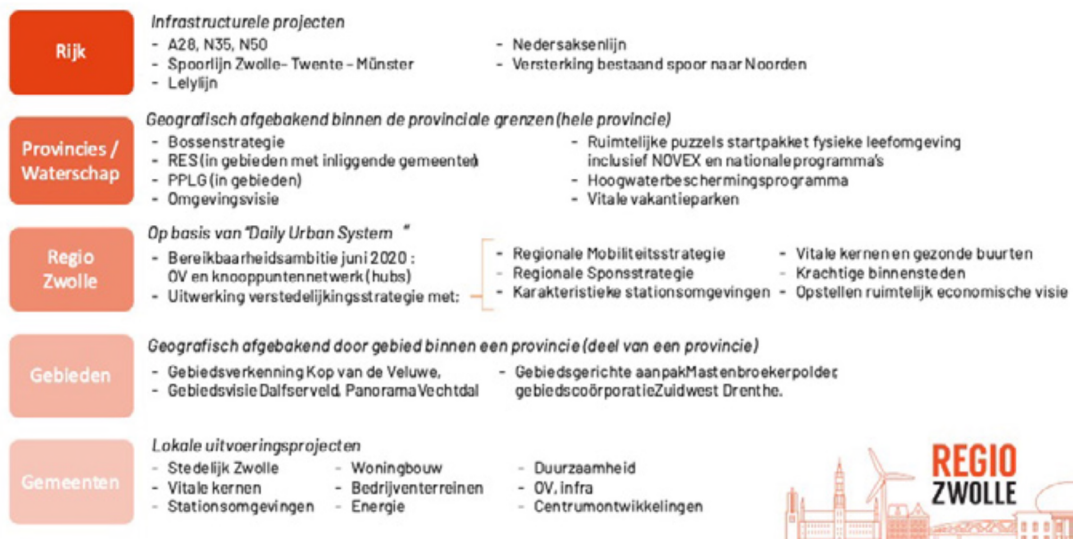 Rijk
Infrastructurele projecten
- A28, N35, N50
- Spoorlijn Zwolle– Twente – Münster
- Lelylijn
- Nedersaksenlijn
- Versterking bestaand spoor naar Noorden
Provincies /
Waterschap
Geografisch afgebakend binnen de provinciale grenzen (hele provincie)
- Bossenstrategie
- RES (in gebieden met inliggende gemeenten)
- PPLG (in gebieden)
- Omgevingsvisie
- Ruimtelijke puzzels startpakket fysieke leefomgeving
inclusief NOVEX en nationale programma's
- Hoogwaterbeschermingsprogramma
- Vitale vakantieparken
Regio
Zwolle
Op basis van "Daily Urban System "
- Bereikbaarheidsambitie juni 2020 :
OV en knooppuntennetwerk (hubs)
- Uitwerking verstedelijkingsstrategie met:
- Regionale Mobiliteitsstrategie
- Regionale Sponsstrategie
- Karakteristieke stationsomgevingen
- Vitale kernen en gezonde buurten
- Krachtige binnensteden
- Opstellen ruimtelijk economische visie
Gebieden
Geografisch afgebakend door gebied binnen een provincie (deel van een provincie)
- Gebiedsverkenning Kop van de Veluwe,
- Gebiedsvisie Dalfserveld, Panorama Vechtdal
- Gebiedsgerichte aanpak Mastenbroekerpolder,
gebiedscoörporatie Zuidwest Drenthe.
Gemeenten
Lokale uitvoeringsprojecten
- Stedelijk Zwolle
- Vitale kernen
- Stationsomgevingen
- Woningbouw
- Bedrijventerreinen
- Energie
- Duurzaamheid
- OV, infra
- Centrumontwikkelingen
REGIO
ZWOLLE